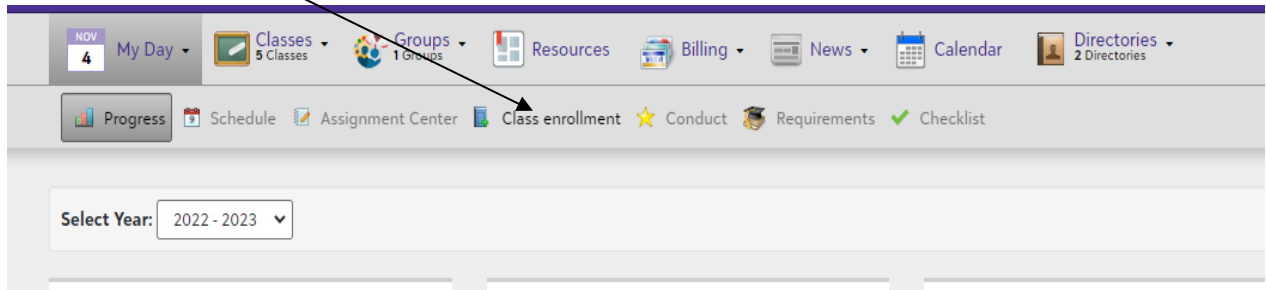 NOV
4
My Day
Classes
5 Classes
Groups
1 Groups
Resources
Billing
News
Calendar
Directories
2 Directories
Progress
9
Schedule
Assignment Center
Class enrollment
Conduct
Requirements
Checklist
Select Year:
2022 - 2023